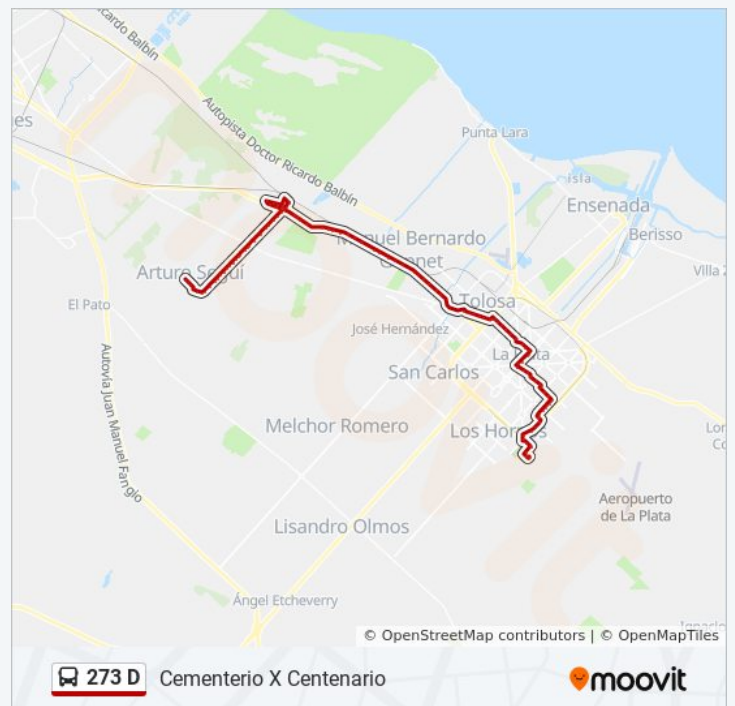 Ricardo Balbín
Autopista Doctor Ricardo Balbín
Punta Lara
Isla
Ensenada
Berisso
Manuel Bernardo
Gonnet
Arturo Seguí
Tolosa
El Pato
José Hernández
La Plata
San Carlos
Autovía Juan Manuel Fangio
Melchor Romero
Los Hornos
Aeropuerto
de La Plata
Lisandro Olmos
Ángel Etcheverry
© OpenStreetMap contributors | © OpenMapTiles
273 D
Cementerio X Centenario
moovit